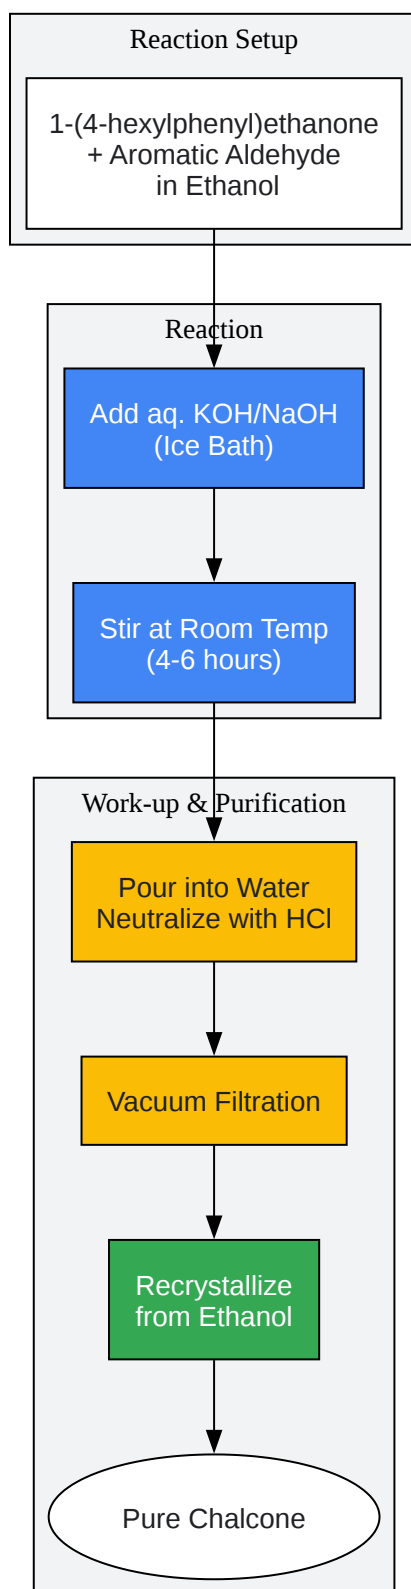 Reaction Setup
1-(4-hexylphenyl)ethanone
+ Aromatic Aldehyde
in Ethanol
Reaction
Add aq. KOH/NaOH
(Ice Bath)
Stir at Room Temp
(4-6 hours)
Work-up & Purification
Pour into Water
Neutralize with HCl
Vacuum Filtration
Recrystallize
from Ethanol
Pure Chalcone